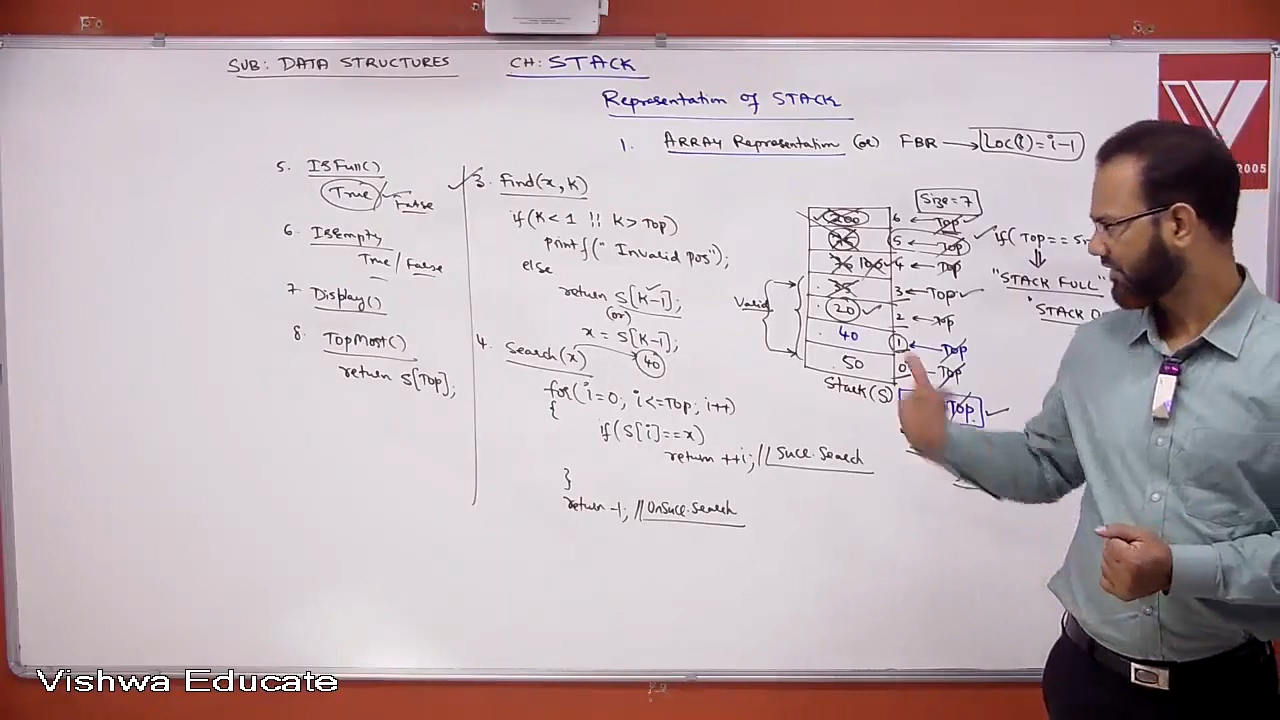 SUB: DATA STRUCTURES CH: STACK
Representation of STACK
1. ARRAY Representation (or) FBR → Loc(i)=i-1
2005
5. ISFull()
True / False
6. ISEmpty
True / False
7 Display()
8. TopMost()
return S[Top];
3. Find(x, k)
if(K<1 || K>Top)
printf(" Invalid pos");
else
return S[K-1];
(or)
x = S[K-1];
4. Search(x)
40
for(i=0; i<=Top; i++)
{
if(S[i]==x)
return ++i; // Succ. Search
}
return -1; // UnSucc. Search
Size=7
200 6 ← Top
5 ← Top
100 4 ← Top
35 3 ← Top
Valid
20 2 ← Top
40 1 ← Top
50 0 ← Top
Stack(S)
Top.
if( Top ==
"STACK FULL"
"STACK
Vishwa Educate